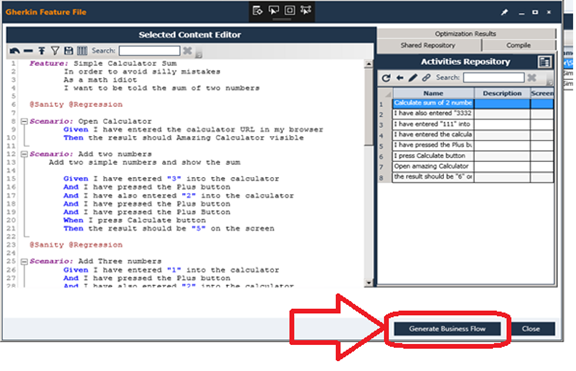 Gherkin Feature File
Selected Content Editor
Search:
1 Feature: Simple Calculator Sum
2 In order to avoid silly mistakes
3 As a math idiot
4 I want to be told the sum of two numbers
5
6 @Sanity @Regression
7
8 Scenario: Open Calculator
9 Given I have entered the calculator URL in my browser
10 Then the result should Amazing Calculator visible
11
12 Scenario: Add two numbers
13 Add two simple numbers and show the sum
14
15 Given I have entered "3" into the calculator
16 And I have pressed the Plus button
17 And I have also entered "2" into the calculator
18 And I have pressed the Plus button
19 And I have pressed the Plus Button
20 When I press Calculate button
21 Then the result should be "5" on the screen
22
23 @Sanity @Regression
24
25 Scenario: Add Three numbers
26 Given I have entered "1" into the calculator
27 And I have pressed the Plus button
28 And I have also entered "2" into the calculator
Optimization Results
Shared Repository Compile
Activities Repository
Search:
Name Description Screen
1 Calculate sum of 2 numbe
2 I have also entered "3332
3 I have entered "111" into
4 I have entered the calcula
5 I have pressed the Plus bu
6 I press Calculate button
7 Open amazing Calculator
8 the result should be "6" o
Generate Business Flow Close